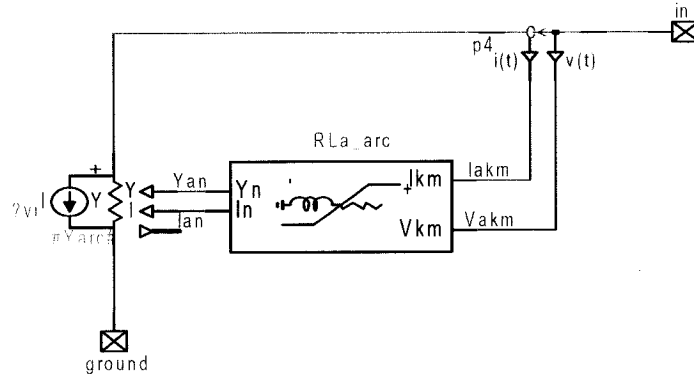 in
p4
i(t)
v(t)
RLa_arc
+
Yan
Yn
Ikm
Iakm
+
Y
Y
I
In
I
Ian
Vkm
Vakm
ground